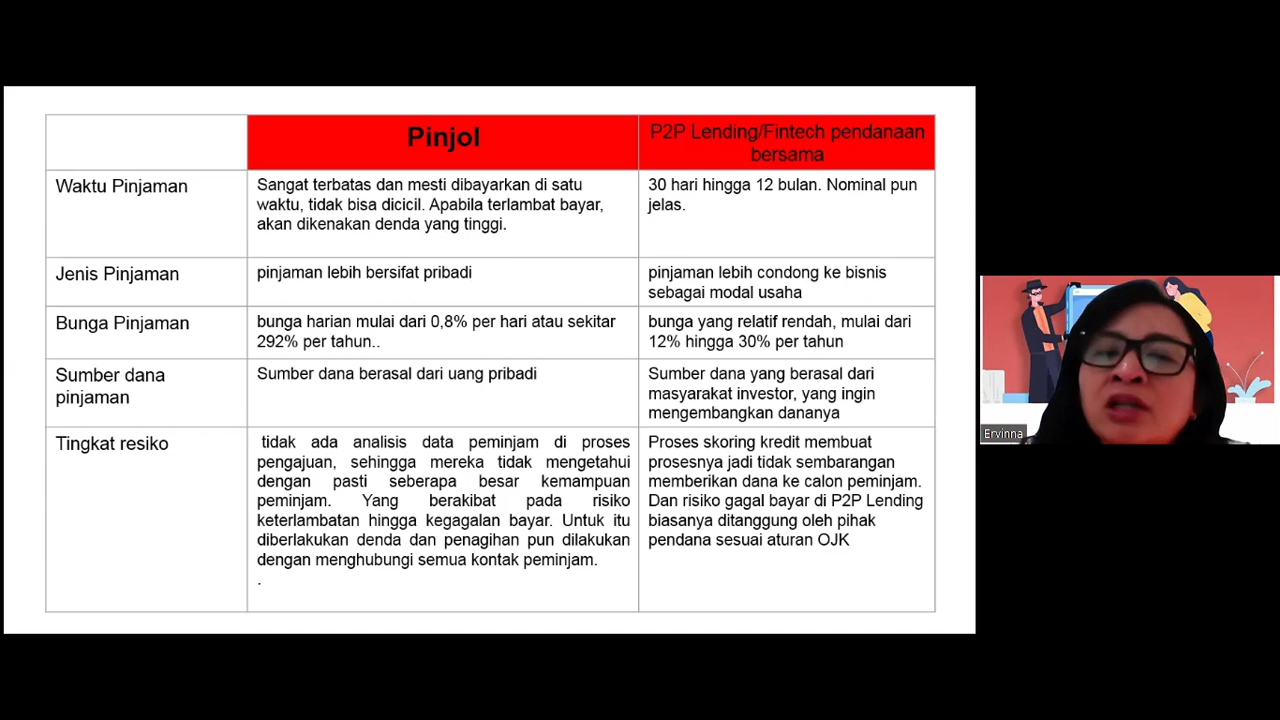 Pinjol
P2P Lending/Fintech pendanaan
bersama
Waktu Pinjaman
Sangat terbatas dan mesti dibayarkan di satu
waktu, tidak bisa dicicil. Apabila terlambat bayar,
akan dikenakan denda yang tinggi.
30 hari hingga 12 bulan. Nominal pun
jelas.
Jenis Pinjaman
pinjaman lebih bersifat pribadi
pinjaman lebih condong ke bisnis
sebagai modal usaha
Bunga Pinjaman
bunga harian mulai dari 0,8% per hari atau sekitar
292% per tahun..
bunga yang relatif rendah, mulai dari
12% hingga 30% per tahun
Sumber dana
pinjaman
Sumber dana berasal dari uang pribadi
Sumber dana yang berasal dari
masyarakat investor, yang ingin
mengembangkan dananya
Tingkat resiko
tidak ada analisis data peminjam di proses
pengajuan, sehingga mereka tidak mengetahui
dengan pasti seberapa besar kemampuan
peminjam. Yang berakibat pada risiko
keterlambatan hingga kegagalan bayar. Untuk itu
diberlakukan denda dan penagihan pun dilakukan
dengan menghubungi semua kontak peminjam.
.
Proses skoring kredit membuat
prosesnya jadi tidak sembarangan
memberikan dana ke calon peminjam.
Dan risiko gagal bayar di P2P Lending
biasanya ditanggung oleh pihak
pendana sesuai aturan OJK
Ervinna